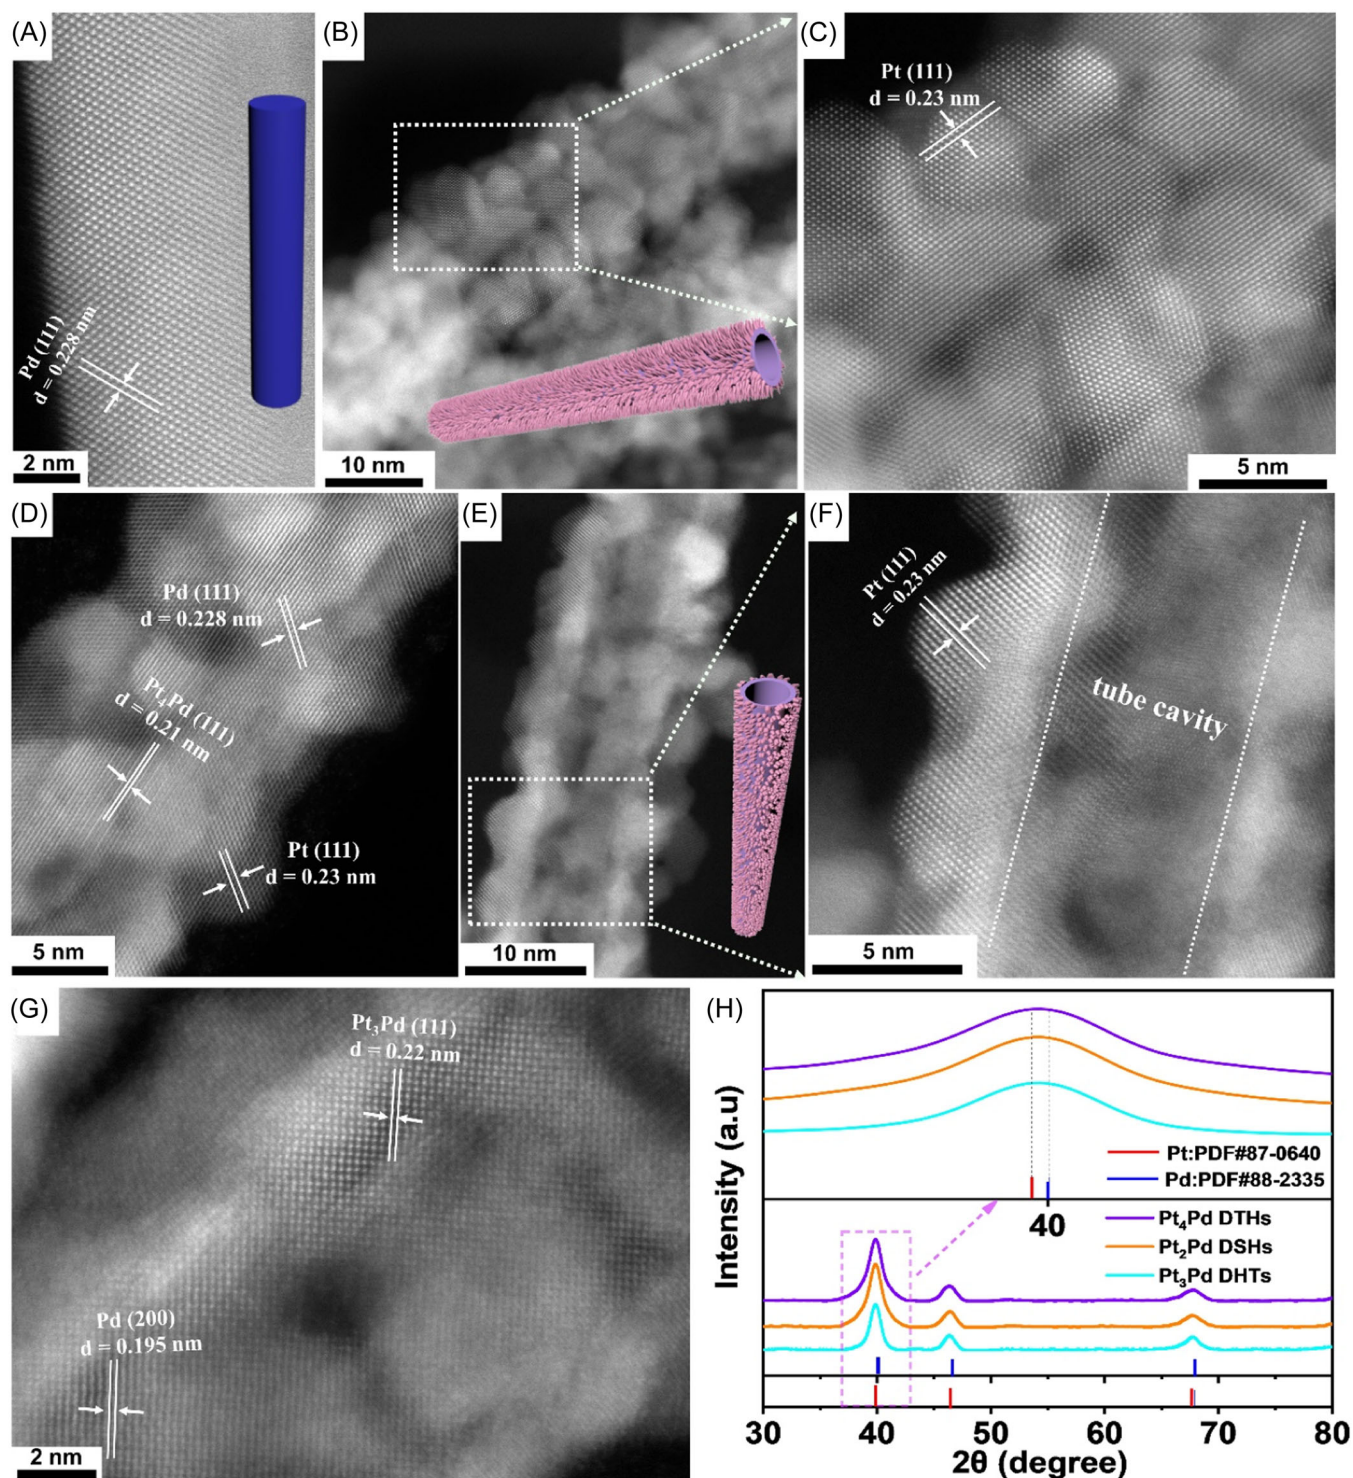 (A)
Pd (111)
d = 0.228 nm
2 nm
(B)
10 nm
(C)
Pt (111)
d = 0.23 nm
5 nm
(D)
Pd (111)
d = 0.228 nm
Pt₄Pd (111)
d = 0.21 nm
Pt (111)
d = 0.23 nm
5 nm
(E)
10 nm
(F)
Pt (111)
d = 0.23 nm
tube cavity
5 nm
(G)
Pt₃Pd (111)
d = 0.22 nm
Pd (200)
d = 0.195 nm
2 nm
(H)
Intensity (a.u)
Pt:PDF#87-0640
Pd:PDF#88-2335
40
Pt₄Pd DTHs
Pt₂Pd DSHs
Pt₃Pd DHTs
30 40 50 60 70 80
2θ (degree)